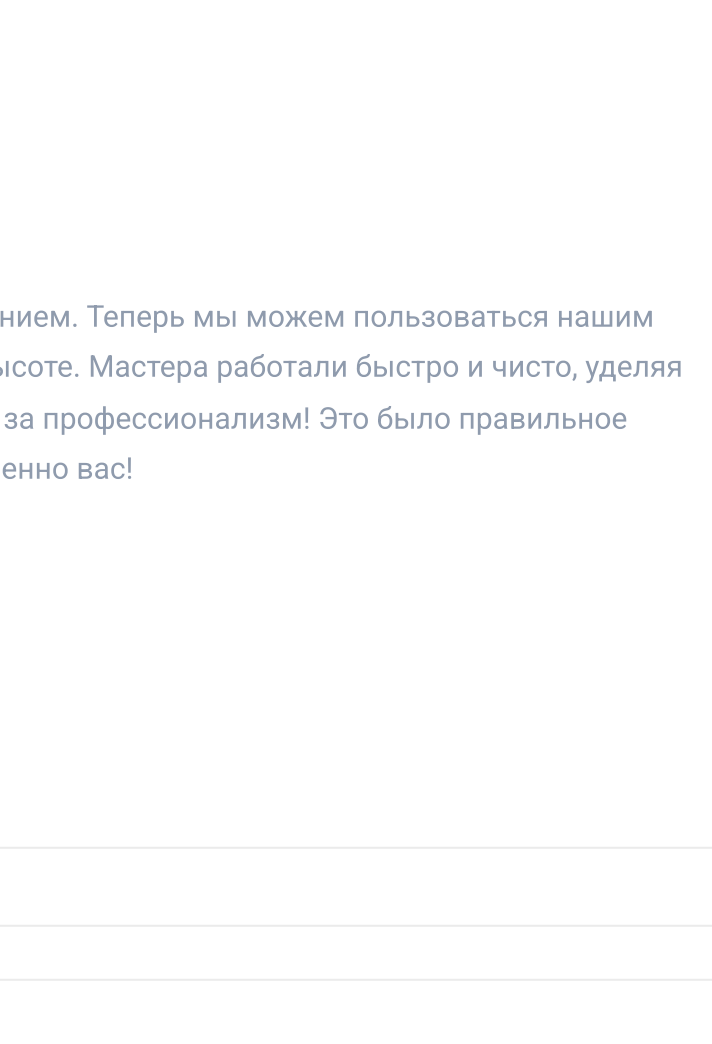 нием. Теперь мы можем пользоваться нашим
ысоте. Мастера работали быстро и чисто, уделяя
за профессионализм! Это было правильное
енно вас!